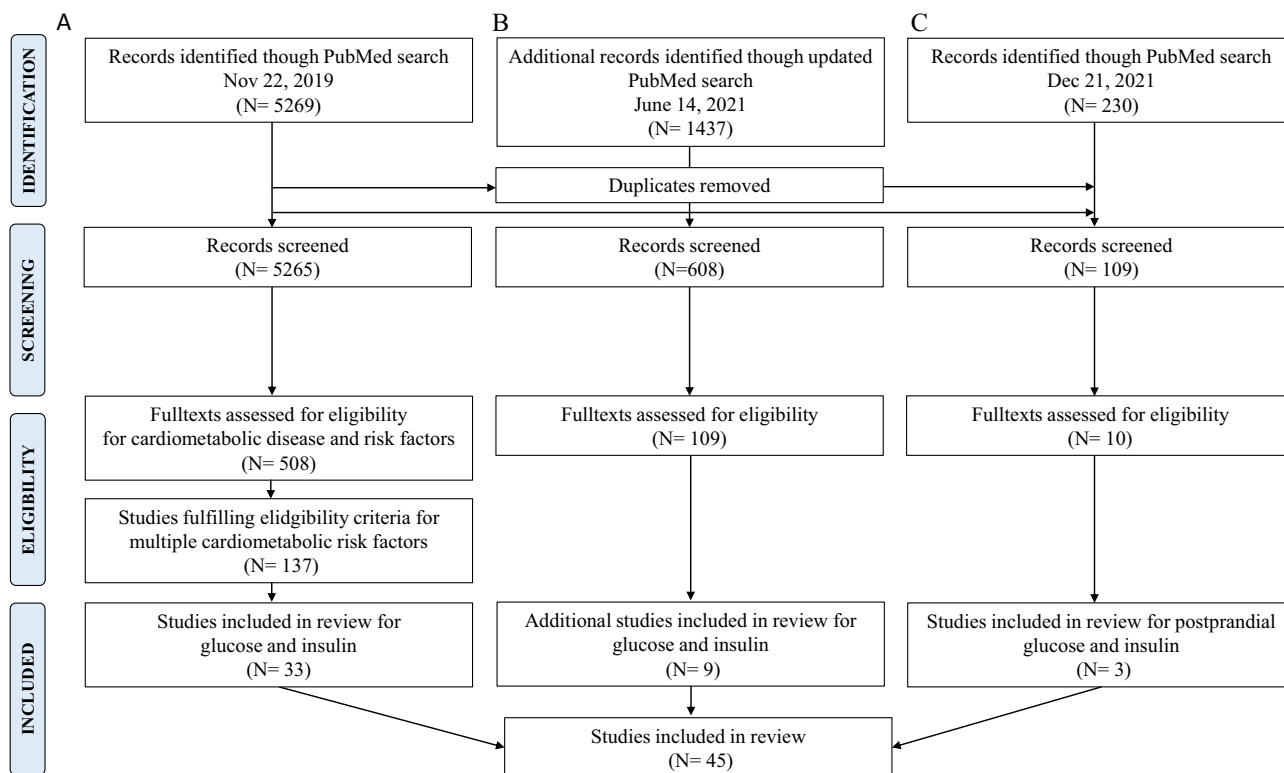 A
B
C
IDENTIFICATION
Records identified though PubMed search
Nov 22, 2019
(N= 5269)
Additional records identified though updated
PubMed search
June 14, 2021
(N= 1437)
Records identified though PubMed search
Dec 21, 2021
(N= 230)
Duplicates removed
SCREENING
Records screened
(N= 5265)
Records screened
(N=608)
Records screened
(N= 109)
ELIGIBILITY
Fulltexts assessed for eligibility
for cardiometabolic disease and risk factors
(N= 508)
Fulltexts assessed for eligibility
(N= 109)
Fulltexts assessed for eligibility
(N= 10)
Studies fulfilling elidgibility criteria for
multiple cardiometabolic risk factors
(N= 137)
INCLUDED
Studies included in review for
glucose and insulin
(N= 33)
Additional studies included in review for
glucose and insulin
(N= 9)
Studies included in review for postprandial
glucose and insulin
(N= 3)
Studies included in review
(N= 45)